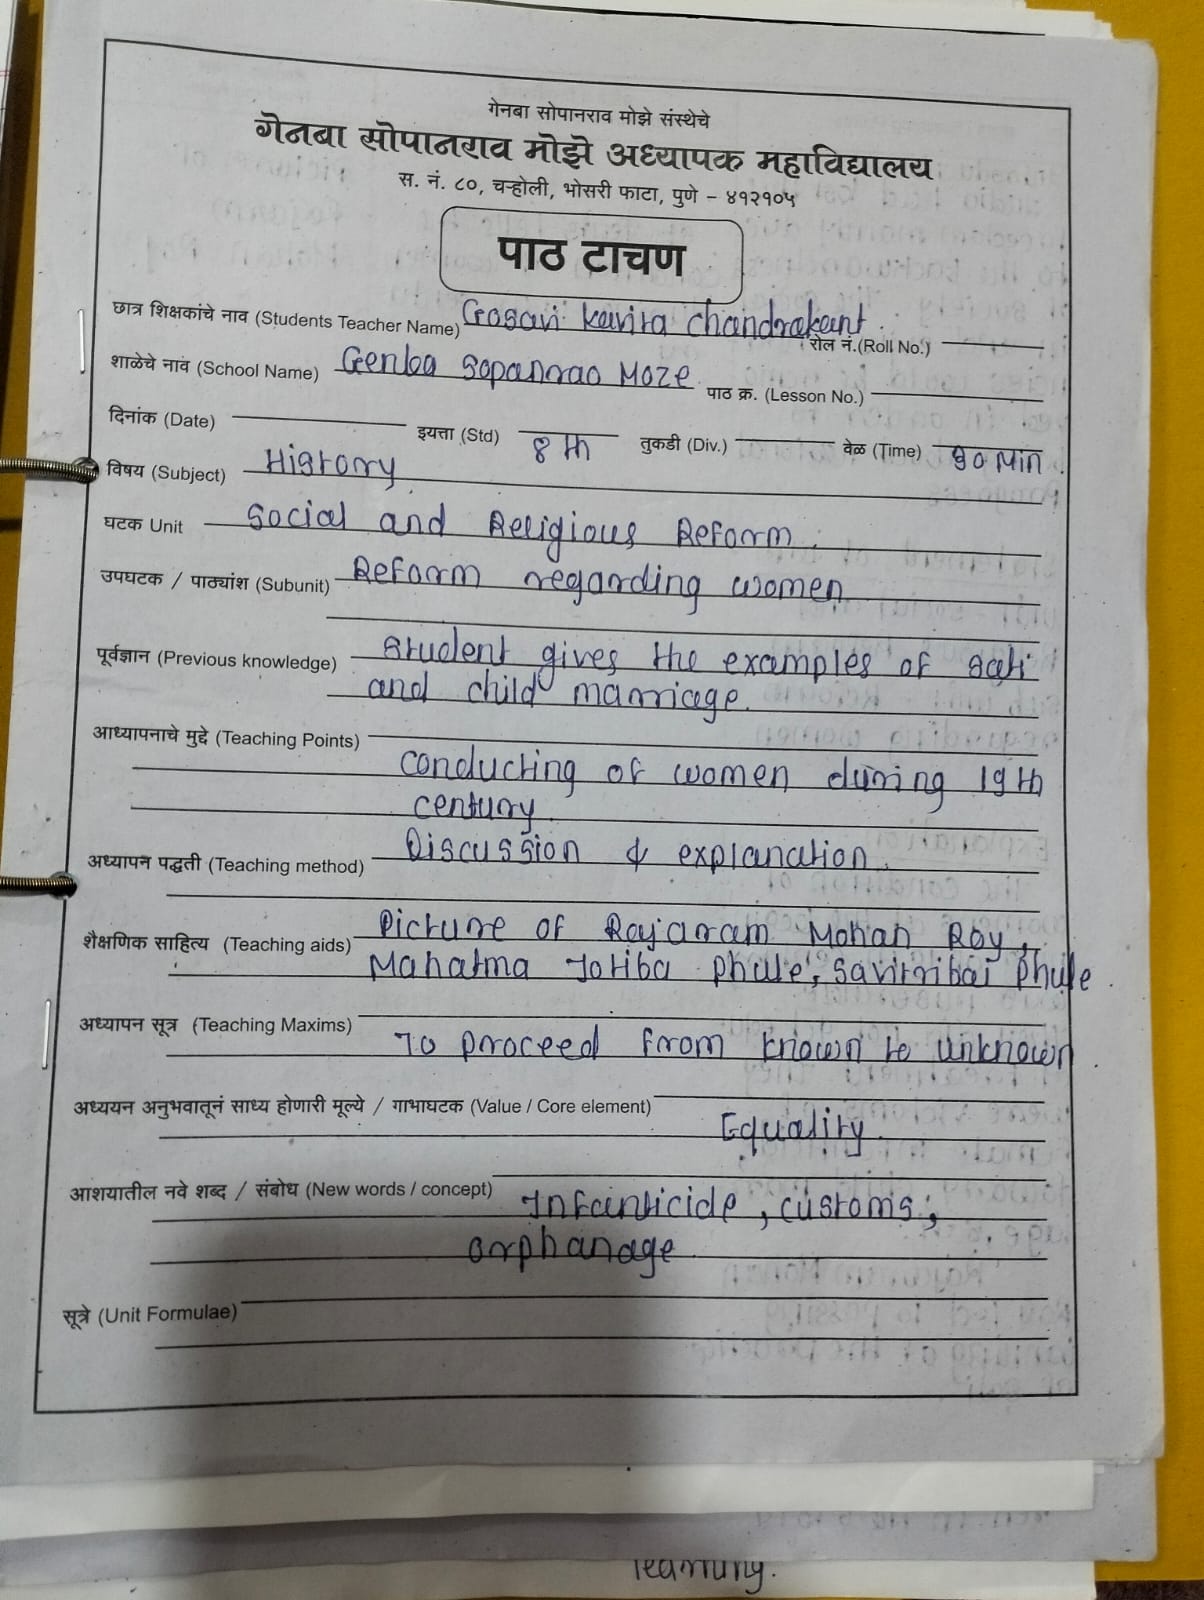 गेनबा सोपानराव मोझे संस्थेचे
गेनबा सोपानराव मोझे अध्यापक महाविद्यालय
स. नं. ८०, चऱ्होली, भोसरी फाटा, पुणे - ४१२१०५
पाठ टाचण
छात्र शिक्षकांचे नाव (Students Teacher Name) Gosavi Kavita Chandrakant.
रोल नं.(Roll No.)
शाळेचे नाव (School Name) Genba Sopanrao Moze पाठ क्र. (Lesson No.)
दिनांक (Date) इयत्ता (Std) 8th तुकडी (Div.) वेळ (Time) 30 Min.
विषय (Subject) History
घटक Unit Social and Religious Reform.
उपघटक / पाठ्यांश (Subunit) Reform regarding women
पूर्वज्ञान (Previous knowledge) Student gives the examples of sati
and child marriage.
आध्यापनाचे मुद्दे (Teaching Points)
Conducting of women during 19th
century.
अध्यापन पद्धती (Teaching method) Discussion & explanation.
शैक्षणिक साहित्य (Teaching aids) Picture of Rajaram Mohan Roy,
Mahatma Jotiba Phule, Savitribai Phule.
अध्यापन सूत्र (Teaching Maxims)
To proceed from known to unknown
अध्ययन अनुभवातूनं साध्य होणारी मूल्ये / गाभाघटक (Value / Core element)
Equality.
आशयातील नवे शब्द / संबोध (New words / concept)
Infanticide, customs,
orphanage.
सूत्रे (Unit Formulae)
learning.